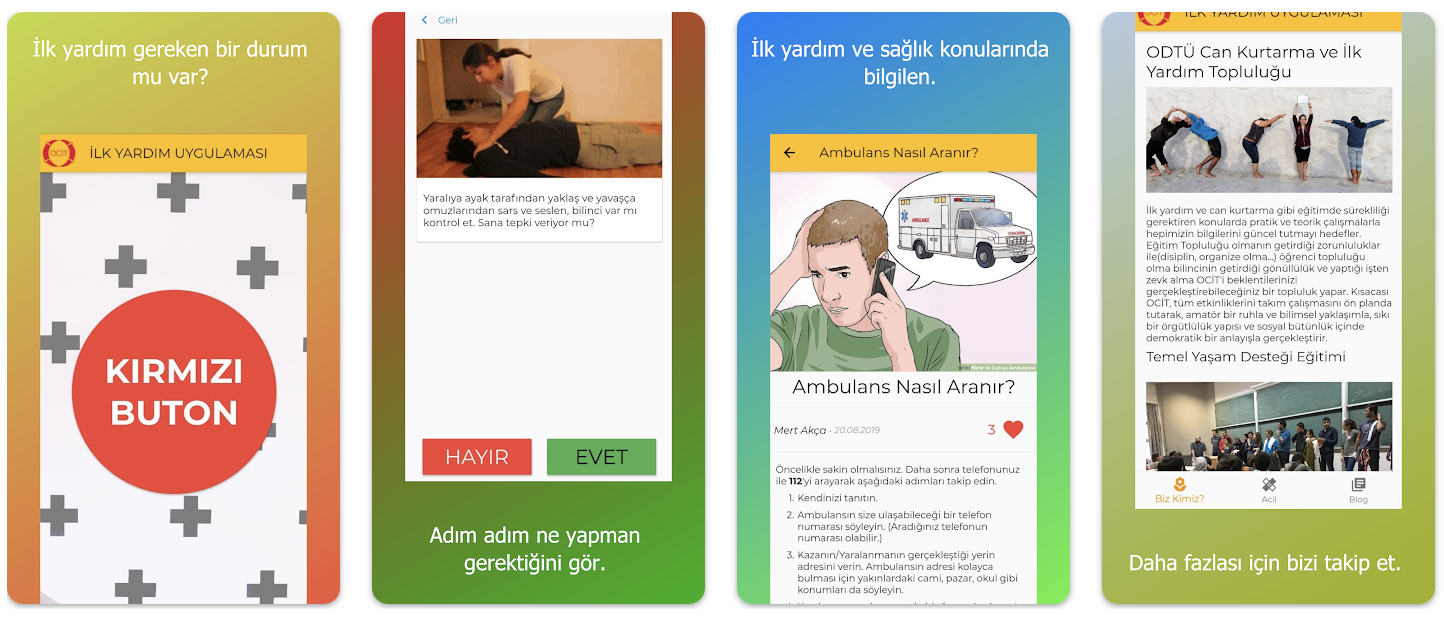 İlk yardım gereken bir durum
mu var?
OCİT
İLK YARDIM UYGULAMASI
KIRMIZI
BUTON
Geri
Yaralıya ayak tarafından yaklaş ve yavaşça
omuzlarından sars ve seslen, bilinci var mı
kontrol et. Sana tepki veriyor mu?
HAYIR
EVET
Adım adım ne yapman
gerektiğini gör.
İlk yardım ve sağlık konularında
bilgilen.
Ambulans Nasıl Aranır?
AMBULANCE
How to Call an Ambulance
Ambulans Nasıl Aranır?
Mert Akça · 20.08.2019
3
Öncelikle sakin olmalısınız. Daha sonra telefonunuz
ile 112'yi arayarak aşağıdaki adımları takip edin.
1. Kendinizi tanıtın.
2. Ambulansın size ulaşabileceği bir telefon
numarası söyleyin. (Aradığınız telefonun
numarası olabilir.)
3. Kazanın/Yaralanmanın gerçekleştiği yerin
adresini verin. Ambulansın adresi kolayca
bulması için yakınlardaki cami, pazar, okul gibi
konumları da söyleyin.
İLK YARDIM UYGULAMASI
ODTÜ Can Kurtarma ve İlk
Yardım Topluluğu
İlk yardım ve can kurtarma gibi eğitimde sürekliliği
gerektiren konularda pratik ve teorik çalışmalarla
hepimizin bilgilerini güncel tutmayı hedefler.
Eğitim Topluluğu olmanın getirdiği zorunluluklar
ile(disiplin, organize olma...) öğrenci topluluğu
olma bilincinin getirdiği gönüllülük ve yaptığı işten
zevk alma OCİT'i beklentilerinizi
gerçekleştirebileceğiniz bir topluluk yapar. Kısacası
OCİT, tüm etkinliklerini takım çalışmasını ön planda
tutarak, amatör bir ruhla ve bilimsel yaklaşımla, sıkı
bir örgütlülük yapısı ve sosyal bütünlük içinde
demokratik bir anlayışla gerçekleştirir.
Temel Yaşam Desteği Eğitimi
Biz Kimiz?
Acil
Blog
Daha fazlası için bizi takip et.